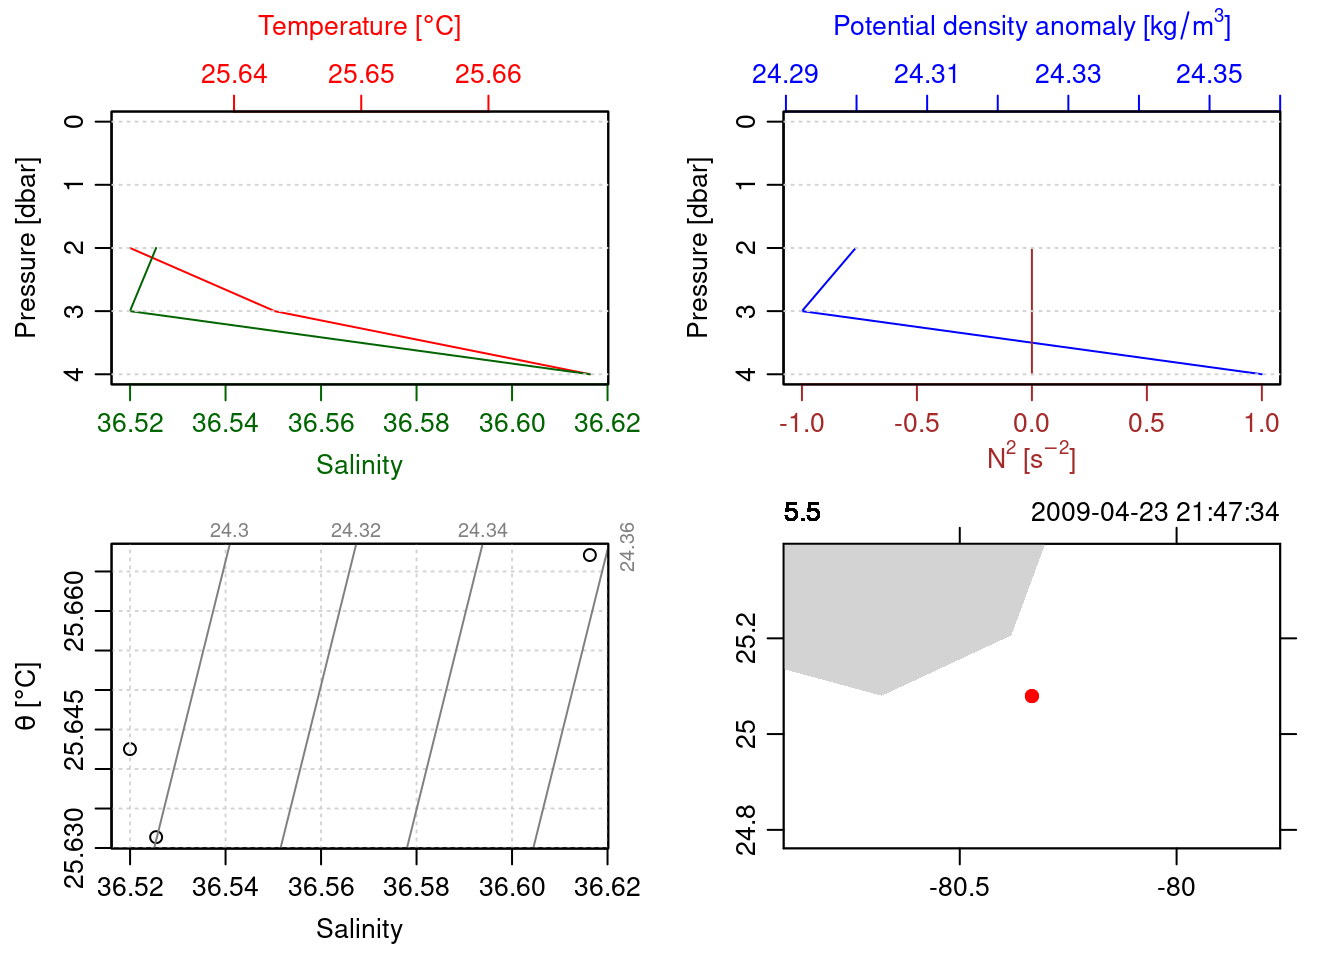 Temperature [°C]
25.64 25.65 25.66
Pressure [dbar]
0
1
2
3
4
36.52 36.54 36.56 36.58 36.60 36.62
Salinity
Potential density anomaly [kg/m³]
24.29 24.31 24.33 24.35
Pressure [dbar]
0
1
2
3
4
-1.0 -0.5 0.0 0.5 1.0
N² [s⁻²]
24.3 24.32 24.34 24.36
θ [°C]
25.660
25.645
25.630
36.52 36.54 36.56 36.58 36.60 36.62
Salinity
5.5 2009-04-23 21:47:34
25.2
25
24.8
-80.5 -80